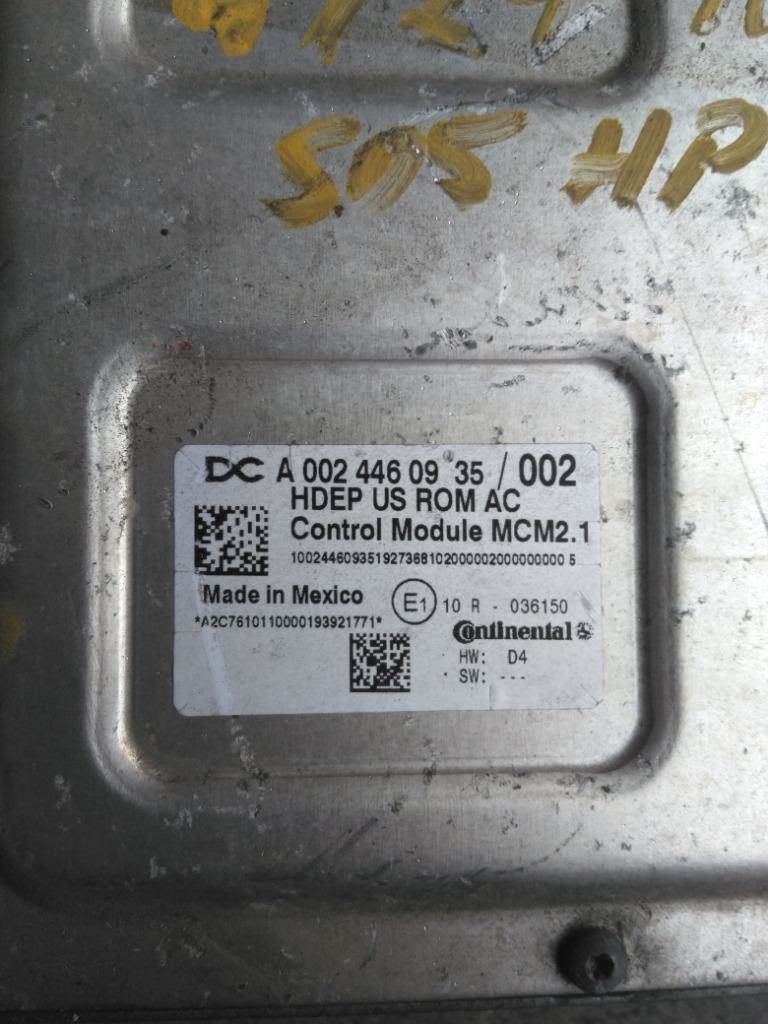 505 HP
DC A 002 446 09 35 / 002
HDEP US ROM AC
Control Module MCM2.1
10024460935192736810200000200000000 5
Made in Mexico E1 10 R - 036150
*A2C7610110000193921771*
Continental
HW: D4
SW: ---